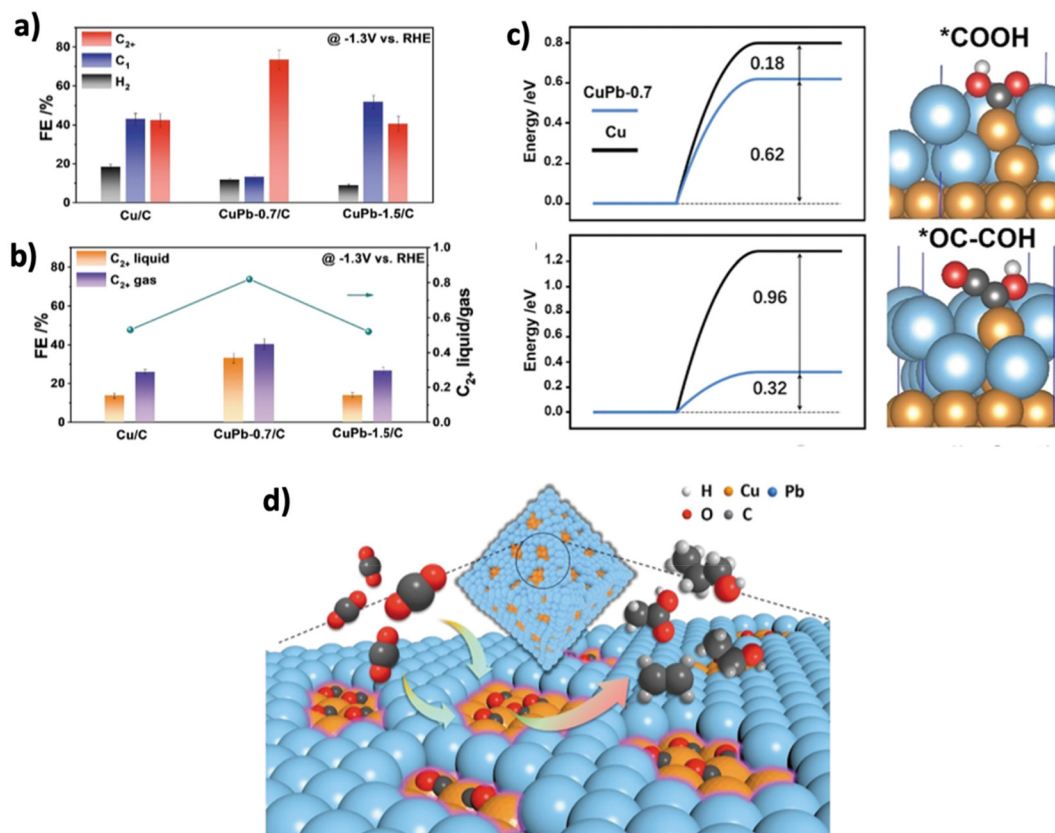 a)
C₂₊
C₁
H₂
@ -1.3V vs. RHE
FE /%
80
60
40
20
0
Cu/C
CuPb-0.7/C
CuPb-1.5/C
b)
C₂₊ liquid
C₂₊ gas
@ -1.3V vs. RHE
FE /%
80
60
40
20
0
1.0
0.8
0.6
0.4
0.2
0.0
C₂₊ liquid/gas
Cu/C
CuPb-0.7/C
CuPb-1.5/C
c)
Energy /eV
0.8
0.6
0.4
0.2
0.0
CuPb-0.7
Cu
0.18
0.62
*COOH
Energy /eV
1.2
1.0
0.8
0.6
0.4
0.2
0.0
0.96
0.32
*OC-COH
d)
H Cu Pb
O C